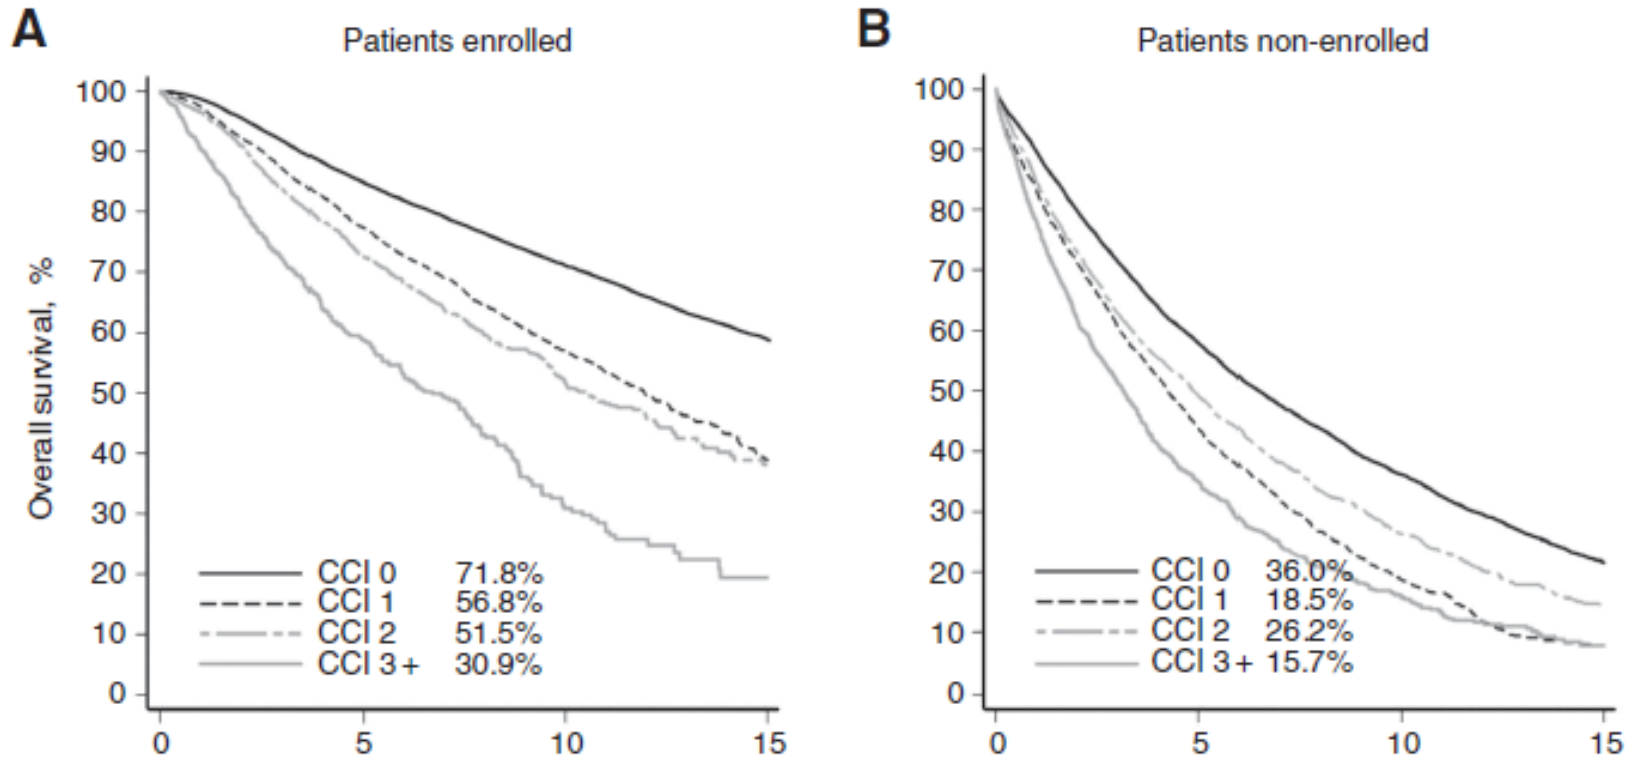 A
Patients enrolled
Overall survival, %
100
90
80
70
60
50
40
30
20
10
0
CCI 0 71.8%
CCI 1 56.8%
CCI 2 51.5%
CCI 3+ 30.9%
0 5 10 15
B
Patients non-enrolled
100
90
80
70
60
50
40
30
20
10
0
CCI 0 36.0%
CCI 1 18.5%
CCI 2 26.2%
CCI 3+ 15.7%
0 5 10 15